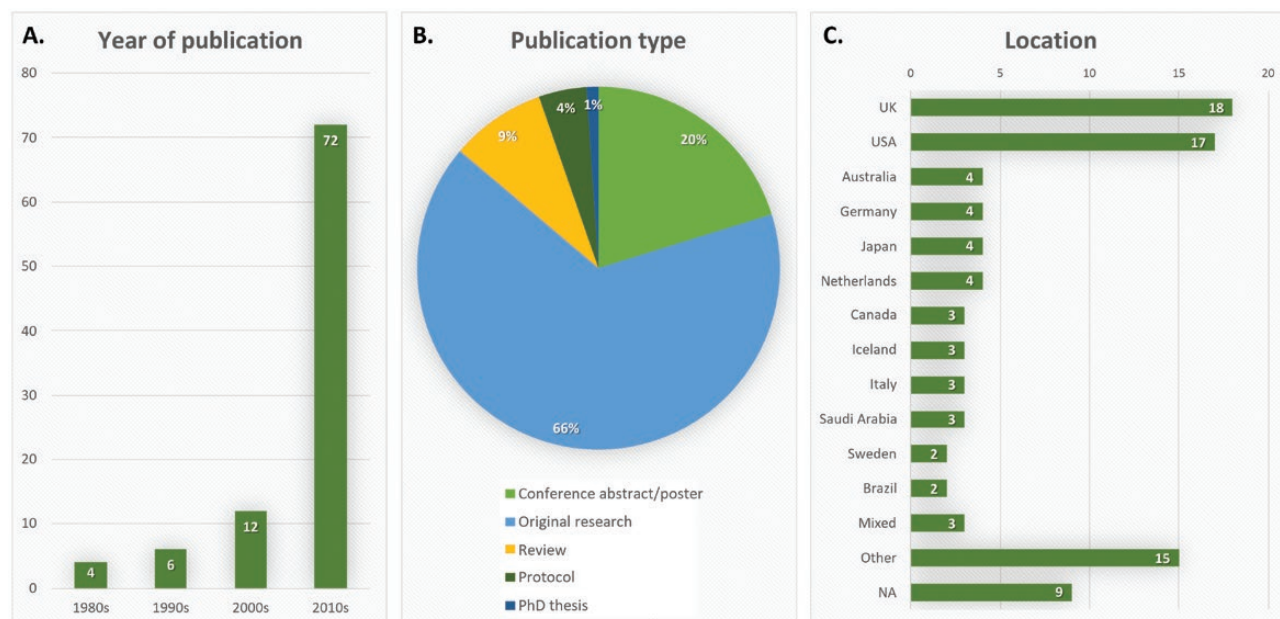 A.
Year of publication
80
70
60
50
40
30
20
10
0
72
12
6
4
1980s
1990s
2000s
2010s
B.
Publication type
4%
1%
9%
20%
66%
Conference abstract/poster
Original research
Review
Protocol
PhD thesis
C.
Location
0
5
10
15
20
UK
18
USA
17
Australia
4
Germany
4
Japan
4
Netherlands
4
Canada
3
Iceland
3
Italy
3
Saudi Arabia
3
Sweden
2
Brazil
2
Mixed
3
Other
15
NA
9